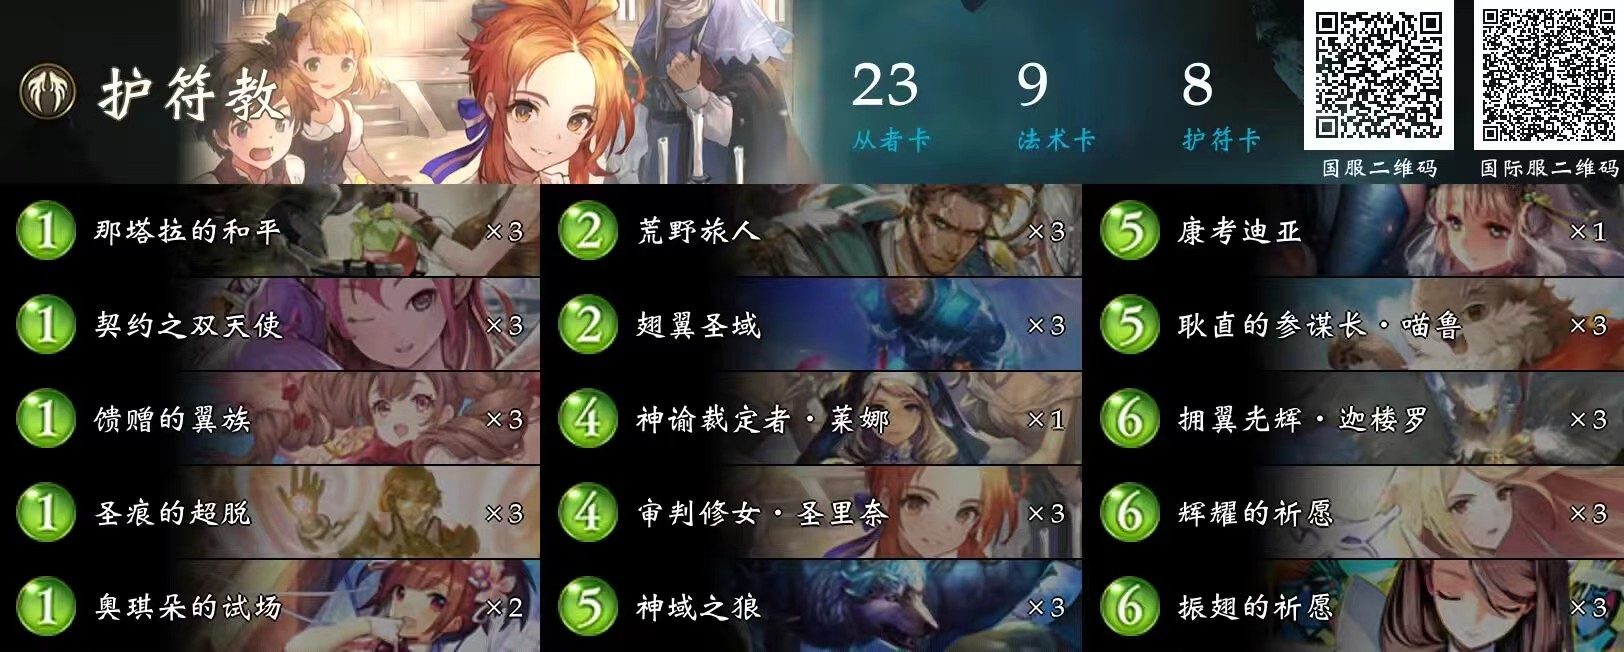 护符教
23
从者卡
9
法术卡
8
护符卡
国服二维码
国际服二维码
1 那塔拉的和平 ×3
1 契约之双天使 ×3
1 馈赠的翼族 ×3
1 圣痕的超脱 ×3
1 奥琪朵的试场 ×2
2 荒野旅人 ×3
2 翅翼圣域 ×3
4 神谕裁定者·莱娜 ×1
4 审判修女·圣里奈 ×3
5 神域之狼 ×3
5 康考迪亚 ×1
5 耿直的参谋长·喵鲁 ×3
6 拥翼光辉·迦楼罗 ×3
6 辉耀的祈愿 ×3
6 振翅的祈愿 ×3